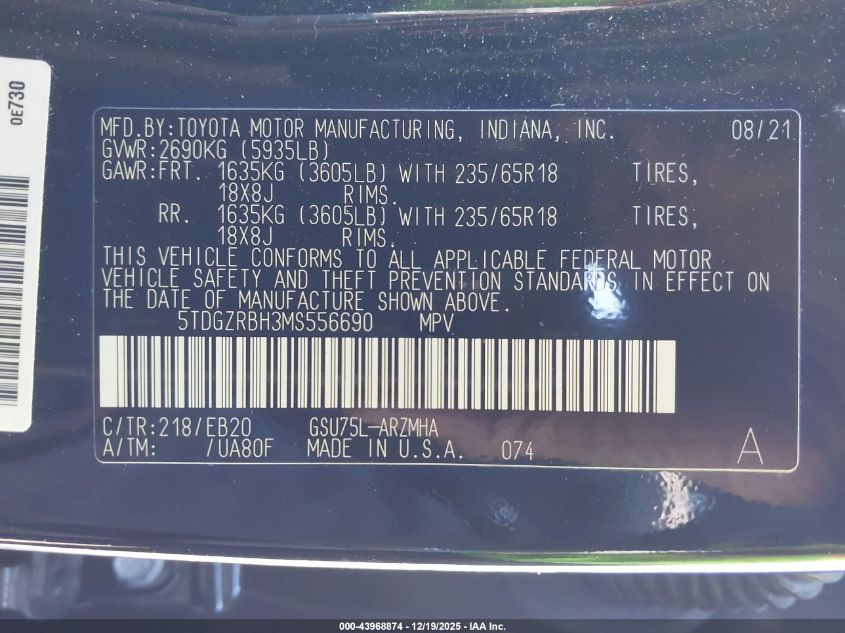 0E730
MFD.BY:TOYOTA MOTOR MANUFACTURING, INDIANA, INC. 08/21
GVWR:2690KG (5935LB)
GAWR:FRT. 1635KG (3605LB) WITH 235/65R18 TIRES,
18X8J RIMS.
RR. 1635KG (3605LB) WITH 235/65R18 TIRES,
18X8J RIMS.
THIS VEHICLE CONFORMS TO ALL APPLICABLE FEDERAL MOTOR
VEHICLE SAFETY AND THEFT PREVENTION STANDARDS IN EFFECT ON
THE DATE OF MANUFACTURE SHOWN ABOVE.
5TDGZRBH3MS556690 MPV
C/TR:218/EB20 GSU75L-ARZMHA
A/TM: /UA80F MADE IN U.S.A. 074 A
000-43968874 - 12/19/2025 - IAA Inc.